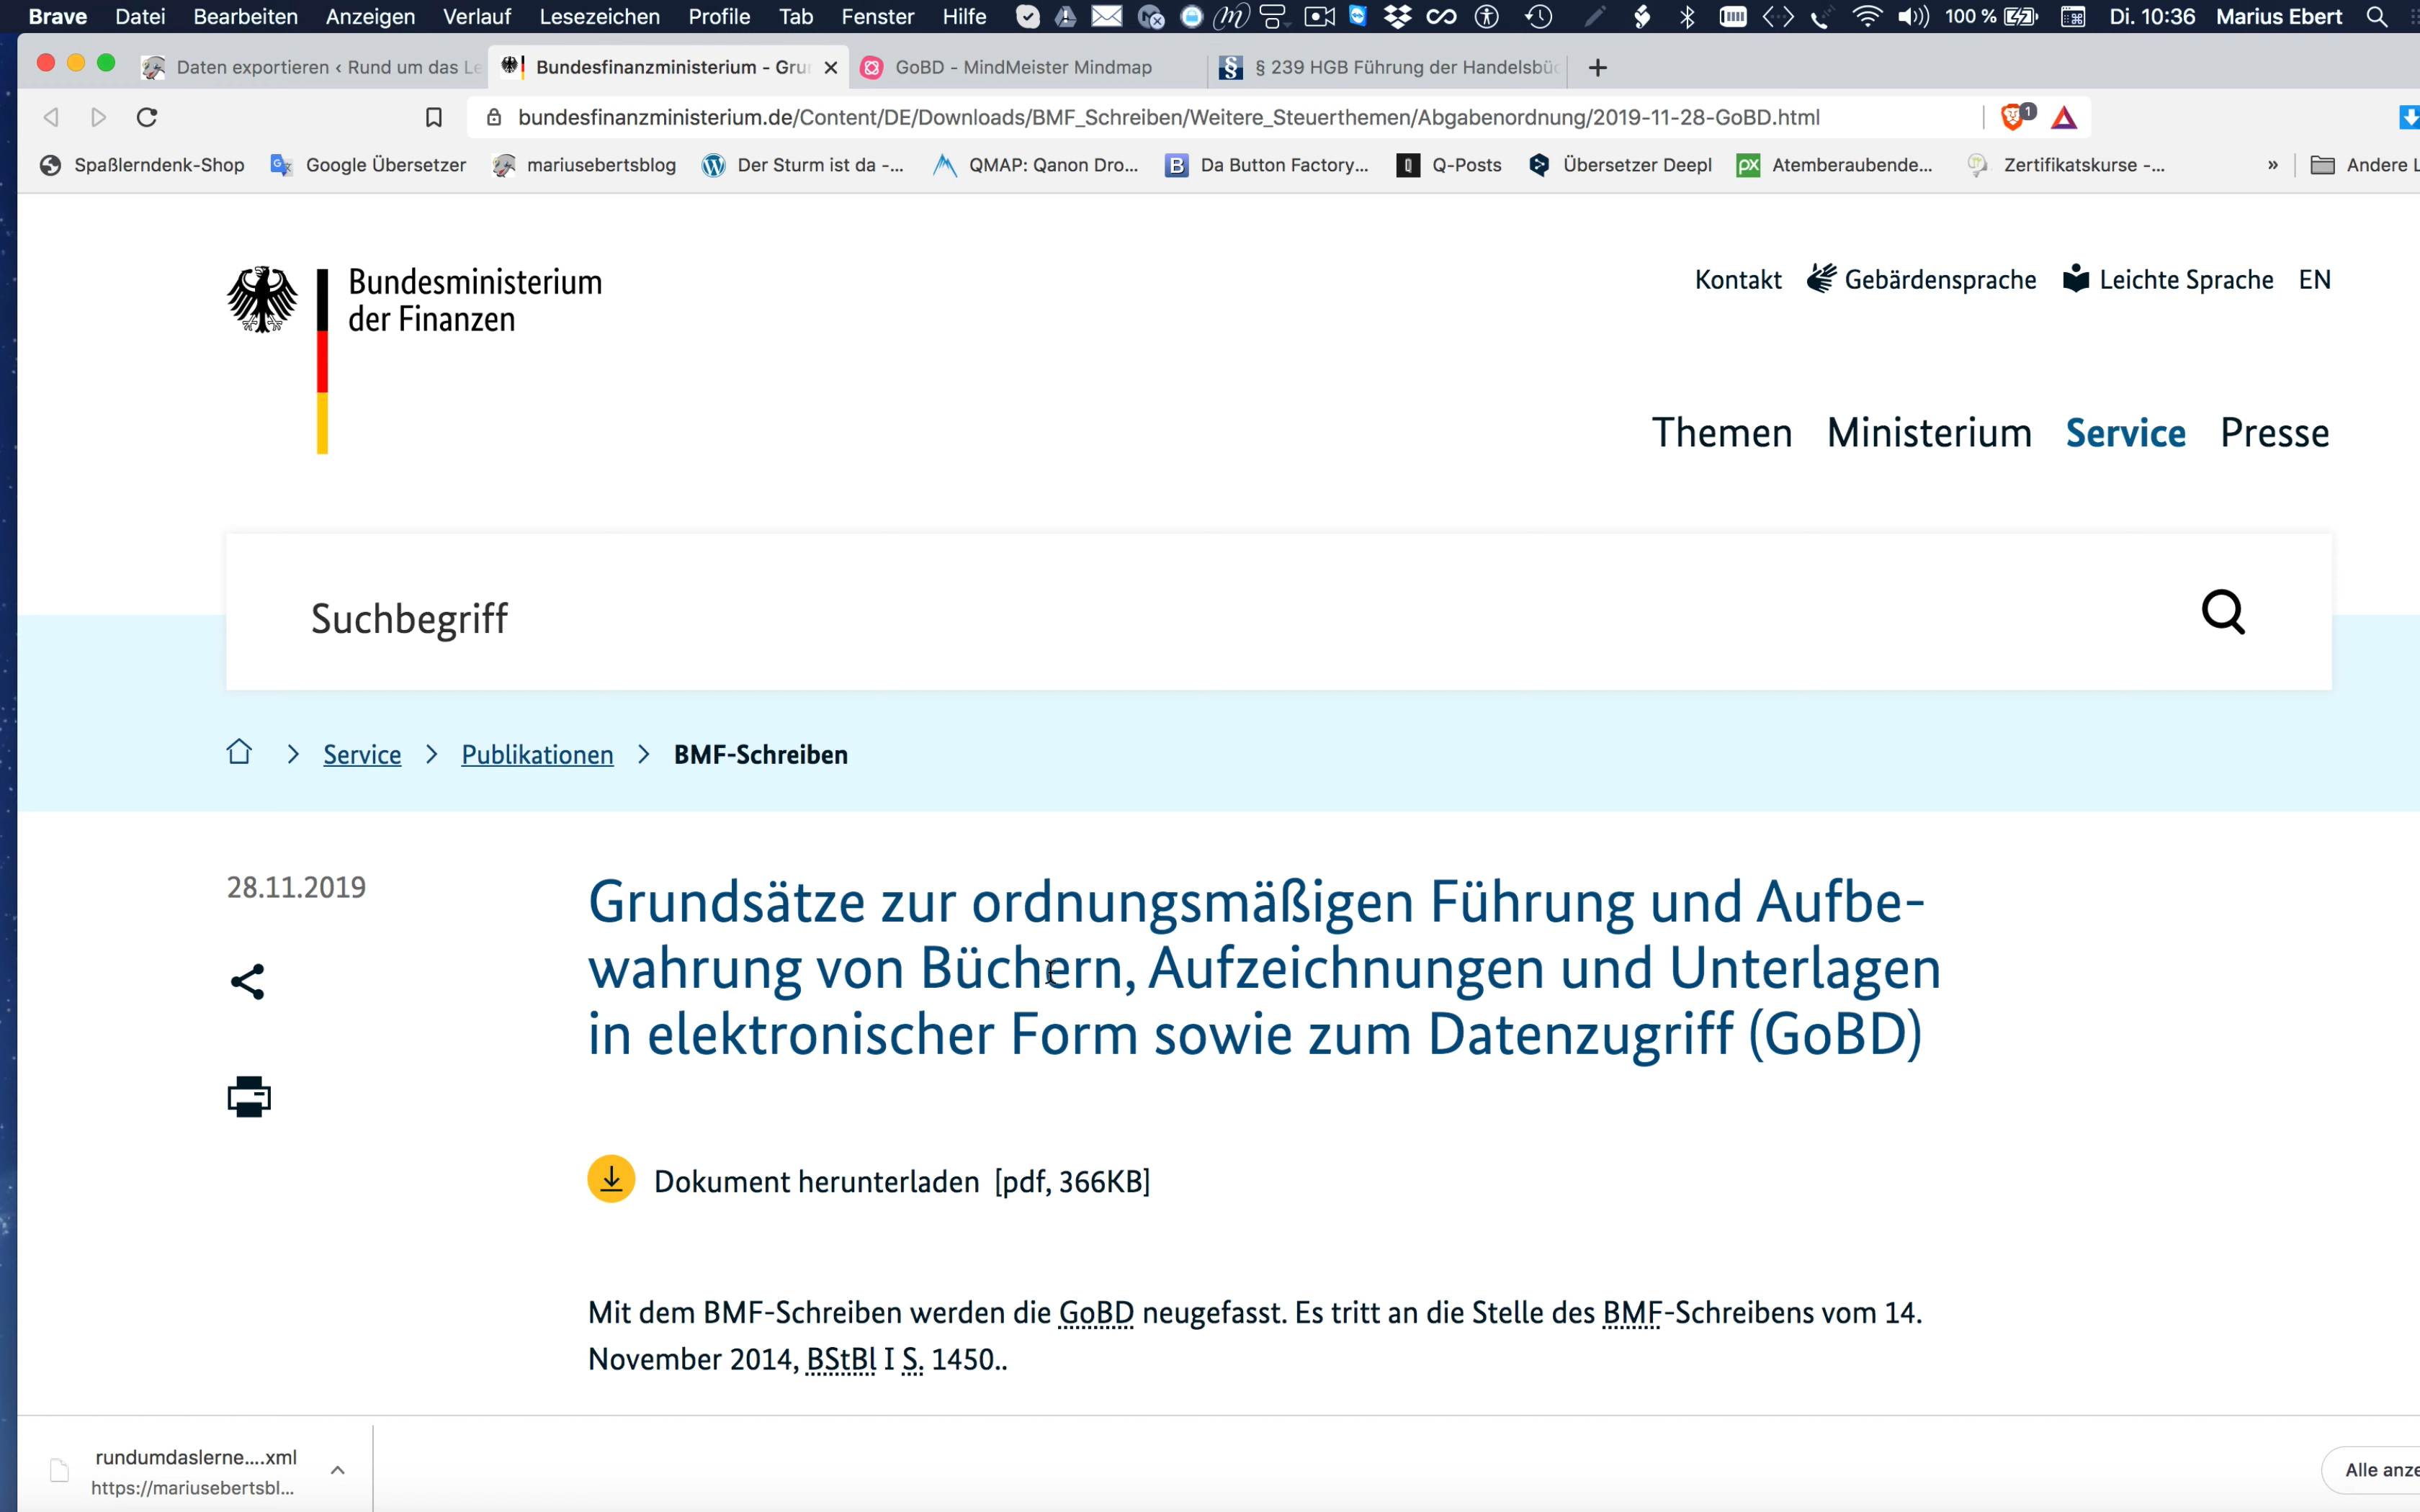 Brave Datei Bearbeiten Anzeigen Verlauf Lesezeichen Profile Tab Fenster Hilfe 100 % Di. 10:36 Marius Ebert
Daten exportieren ‹ Rund um das Le Bundesfinanzministerium - Gru GoBD - MindMeister Mindmap § 239 HGB Führung der Handelsbüc
bundesfinanzministerium.de/Content/DE/Downloads/BMF_Schreiben/Weitere_Steuerthemen/Abgabenordnung/2019-11-28-GoBD.html 1
Spaßlerndenk-Shop Google Übersetzer mariusebertsblog Der Sturm ist da -... QMAP: Qanon Dro... Da Button Factory... Q-Posts Übersetzer Deepl Atemberaubende... Zertifikatskurse -... » Andere L
Bundesministerium
der Finanzen
Kontakt Gebärdensprache Leichte Sprache EN
Themen Ministerium Service Presse
Suchbegriff
Service Publikationen BMF-Schreiben
28.11.2019
Grundsätze zur ordnungsmäßigen Führung und Aufbe-
wahrung von Büchern, Aufzeichnungen und Unterlagen
in elektronischer Form sowie zum Datenzugriff (GoBD)
Dokument herunterladen [pdf, 366KB]
Mit dem BMF-Schreiben werden die GoBD neugefasst. Es tritt an die Stelle des BMF-Schreibens vom 14.
November 2014, BStBl I S. 1450..
rundumdaslerne....xml
https://mariusebertsbl...
Alle anze